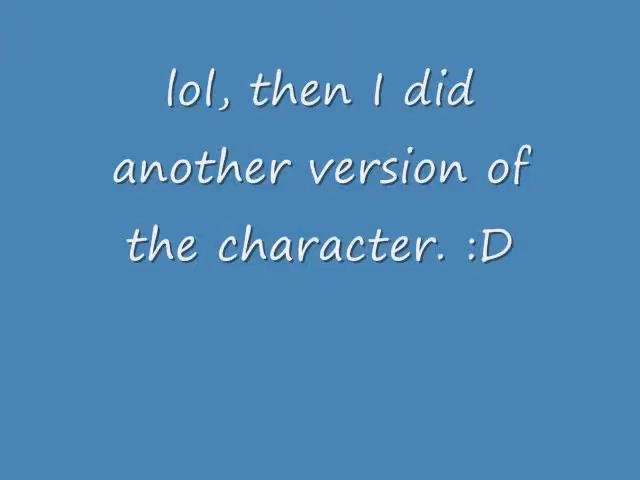 lol, then I did
another version of
the character. :D